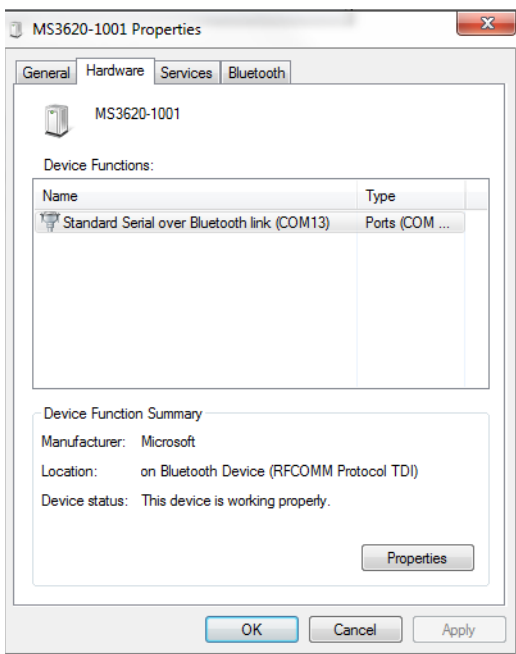 MS3620-1001 Properties
x
General Hardware Services Bluetooth
MS3620-1001
Device Functions:
Name Type
Standard Serial over Bluetooth link (COM13) Ports (COM ...
Device Function Summary
Manufacturer: Microsoft
Location: on Bluetooth Device (RFCOMM Protocol TDI)
Device status: This device is working properly.
Properties
OK Cancel Apply